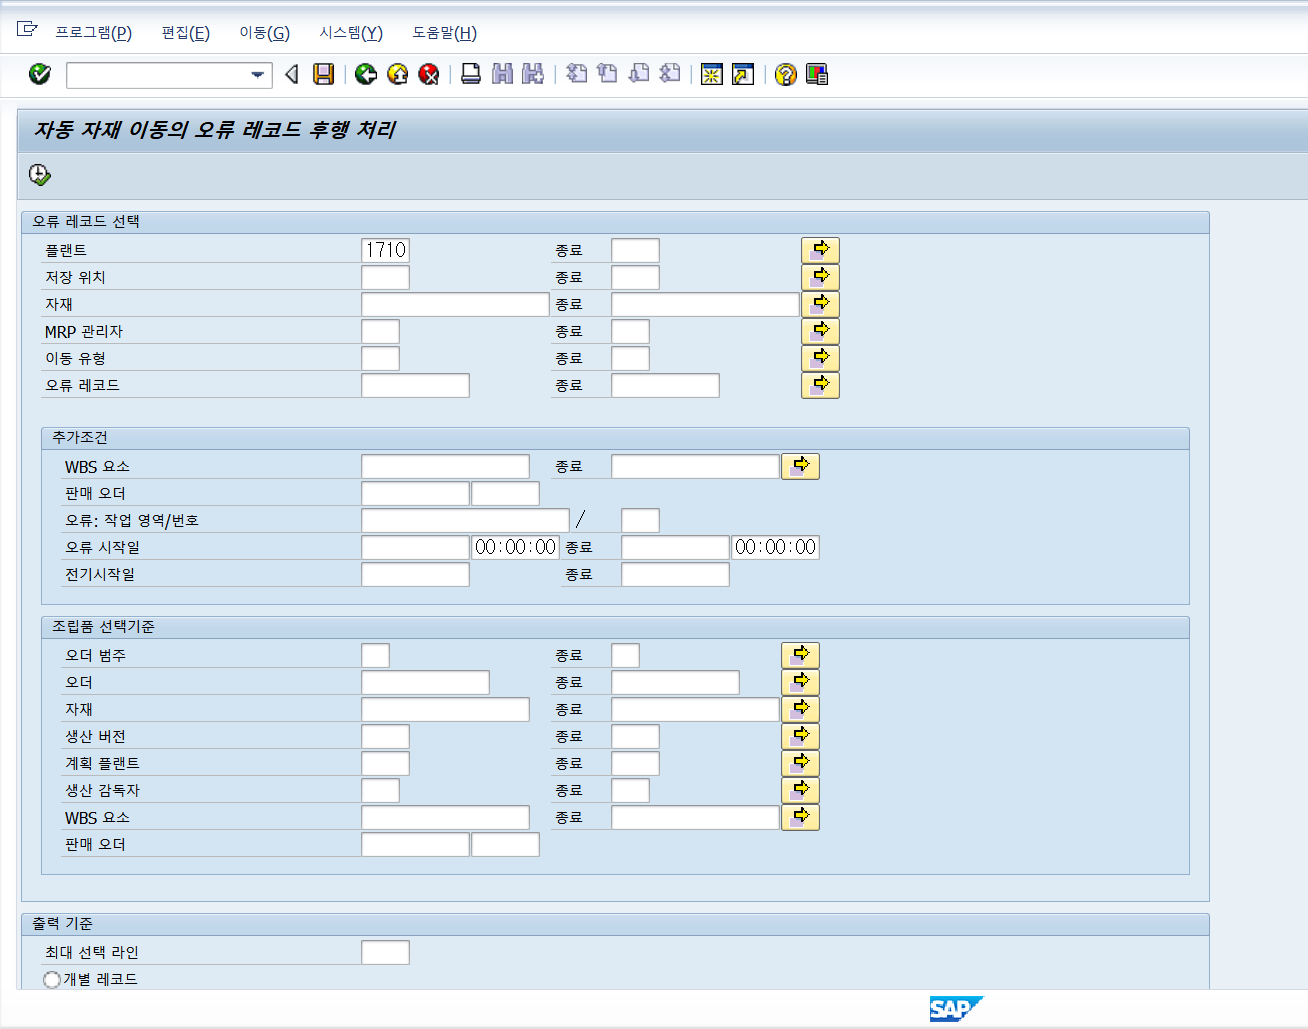 프로그램(P) 편집(E) 이동(G) 시스템(Y) 도움말(H)
자동 자재 이동의 오류 레코드 후행 처리
오류 레코드 선택
플랜트 1710 종료
저장 위치 종료
자재 종료
MRP 관리자 종료
이동 유형 종료
오류 레코드 종료
추가조건
WBS 요소 종료
판매 오더
오류: 작업 영역/번호 /
오류 시작일 00:00:00 종료 00:00:00
전기시작일 종료
조립품 선택기준
오더 범주 종료
오더 종료
자재 종료
생산 버전 종료
계획 플랜트 종료
생산 감독자 종료
WBS 요소 종료
판매 오더
출력 기준
최대 선택 라인
개별 레코드
SAP